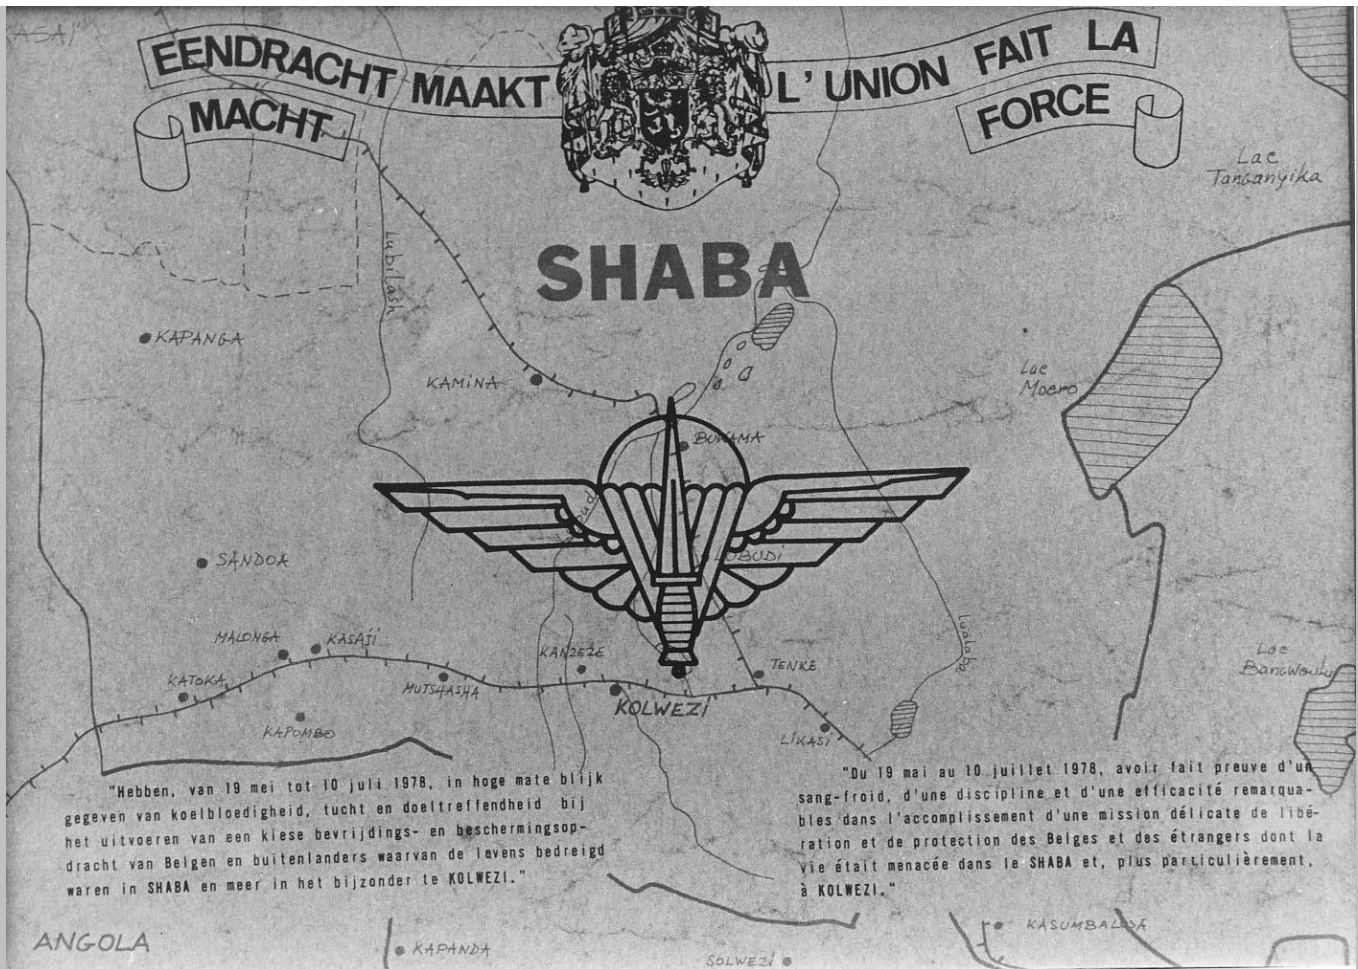 KASAI
EENDRACHT MAAKT
MACHT
L'UNION FAIT LA
FORCE
Lac
Tanganyika
SHABA
Lubilash
KAPANGA
KAMINA
Lac
Moero
BUKAMA
LUBUDI
SANDOA
MALONGA
KASAJI
KATOKA
MUTSHASHA
KANZEZE
TENKE
Lualaba
Lac
Bangwoulu
KOLWEZI
KAPOMBO
LIKASI
"Hebben, van 19 mei tot 10 juli 1978, in hoge mate blijk
gegeven van koelbloedigheid, tucht en doeltreffendheid bij
het uitvoeren van een kiese bevrijdings- en beschermingsop-
dracht van Belgen en buitenlanders waarvan de levens bedreigd
waren in SHABA en meer in het bijzonder te KOLWEZI."
"Du 19 mai au 10 juillet 1978, avoir fait preuve d'un
sang-froid, d'une discipline et d'une efficacité remarqua-
bles dans l'accomplissement d'une mission délicate de libé-
ration et de protection des Belges et des étrangers dont la
vie était menacée dans le SHABA et, plus particulièrement,
à KOLWEZI."
ANGOLA
KAPANDA
SOLWEZI
KASUMBALESA